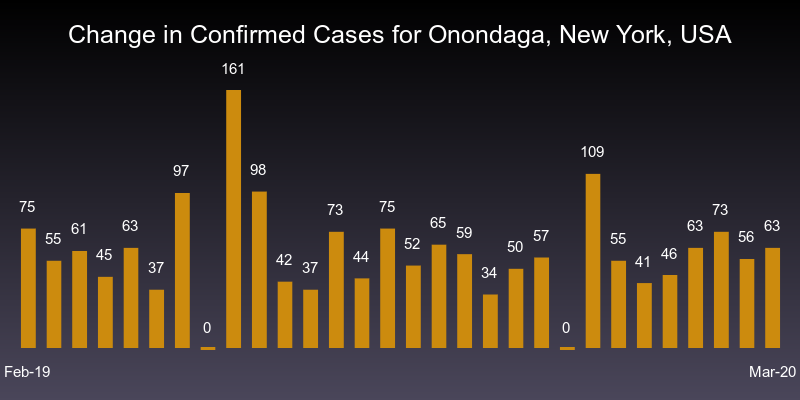 Change in Confirmed Cases for Onondaga, New York, USA
75 55 61 45 63 37 97 0 161 98 42 37 73 44 75 52 65 59 34 50 57 0 109 55 41 46 63 73 56 63
Feb-19 Mar-20